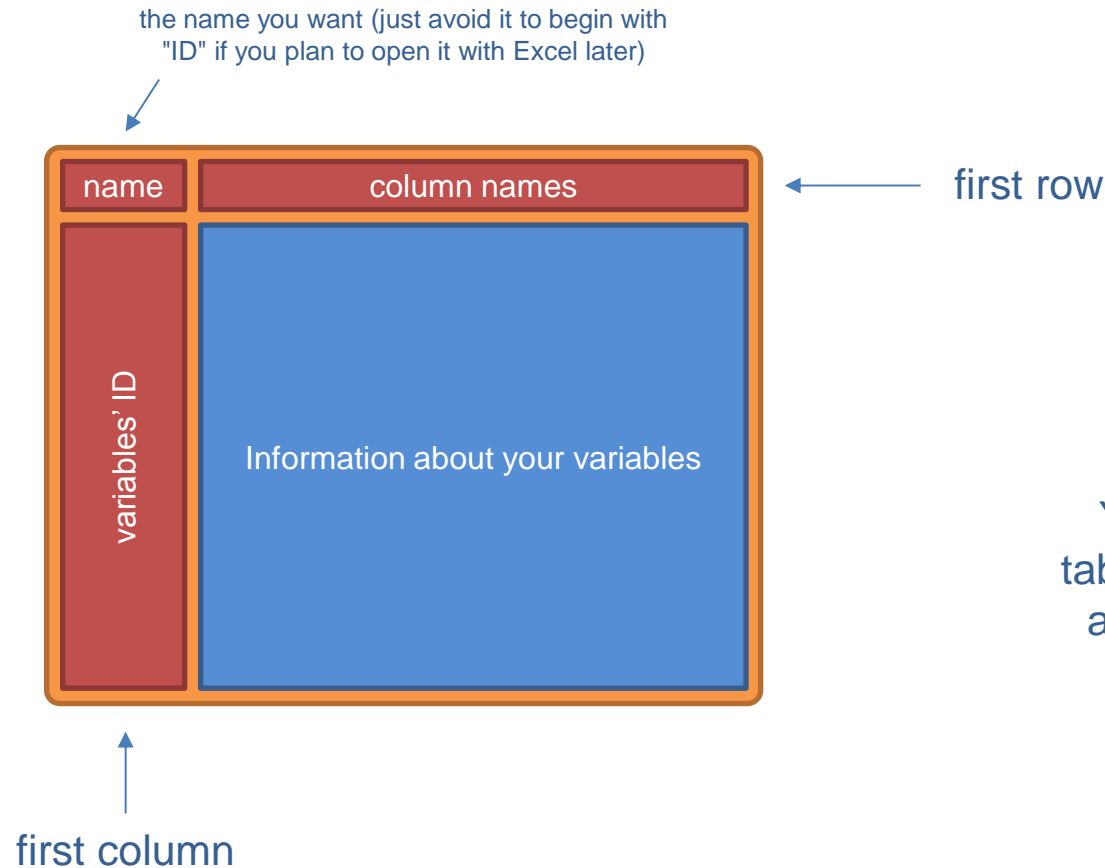 the name you want (just avoid it to begin with
"ID" if you plan to open it with Excel later)
name
column names
first row
variables’ ID
Information about your variables
first column